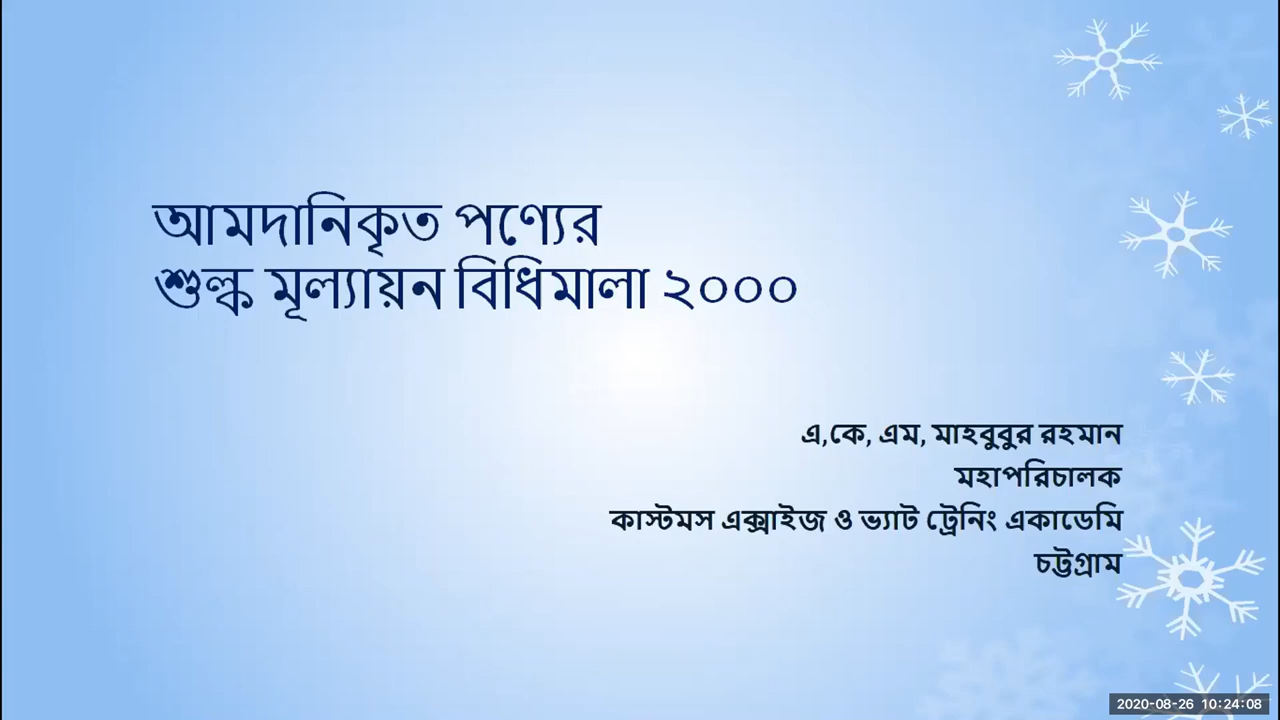 আমদানিকৃত পণ্যের
শুল্ক মূল্যায়ন বিধিমালা ২০০০
এ,কে, এম, মাহবুবুর রহমান
মহাপরিচালক
কাস্টমস এক্সাইজ ও ভ্যাট ট্রেনিং একাডেমি
চট্টগ্রাম
2020-08-26 10:24:08